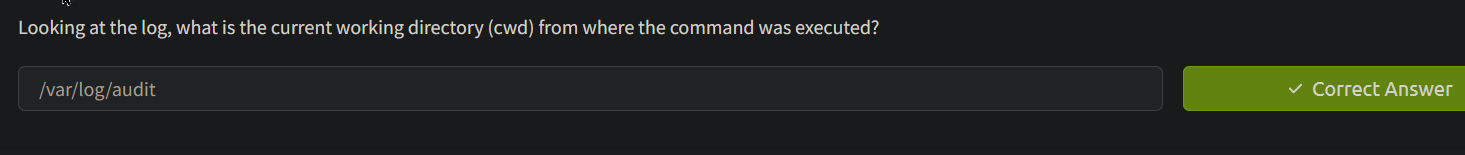 Looking at the log, what is the current working directory (cwd) from where the command was executed?
/var/log/audit
✓ Correct Answer